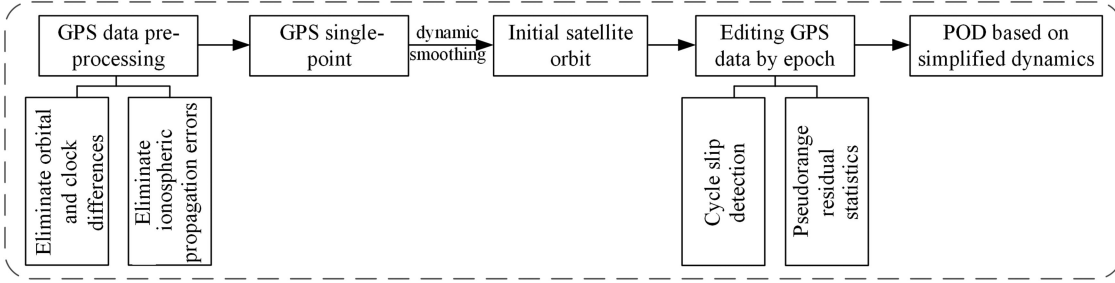 GPS data pre-
processing
GPS single-
point
dynamic
smoothing
Initial satellite
orbit
Editing GPS
data by epoch
POD based on
simplified dynamics
Eliminate orbital
and clock
differences
Eliminate
ionospheric
propagation errors
Cycle slip
detection
Pseudorange
residual
statistics